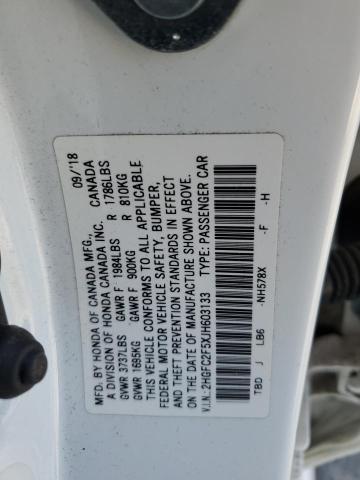 MFD. BY HONDA OF CANADA MFG., 09/'18
A DIVISION OF HONDA CANADA INC. CANADA
GVWR 3737LBS GAWR F 1984LBS R 1786LBS
GVWR 1695KG GAWR F 900KG R 810KG
THIS VEHICLE CONFORMS TO ALL APPLICABLE
FEDERAL MOTOR VEHICLE SAFETY, BUMPER,
AND THEFT PREVENTION STANDARDS IN EFFECT
ON THE DATE OF MANUFACTURE SHOWN ABOVE.
V.I.N.:2HGFC2F5XJH603133 TYPE: PASSENGER CAR
TBD J LB6 -NH578X -F -H